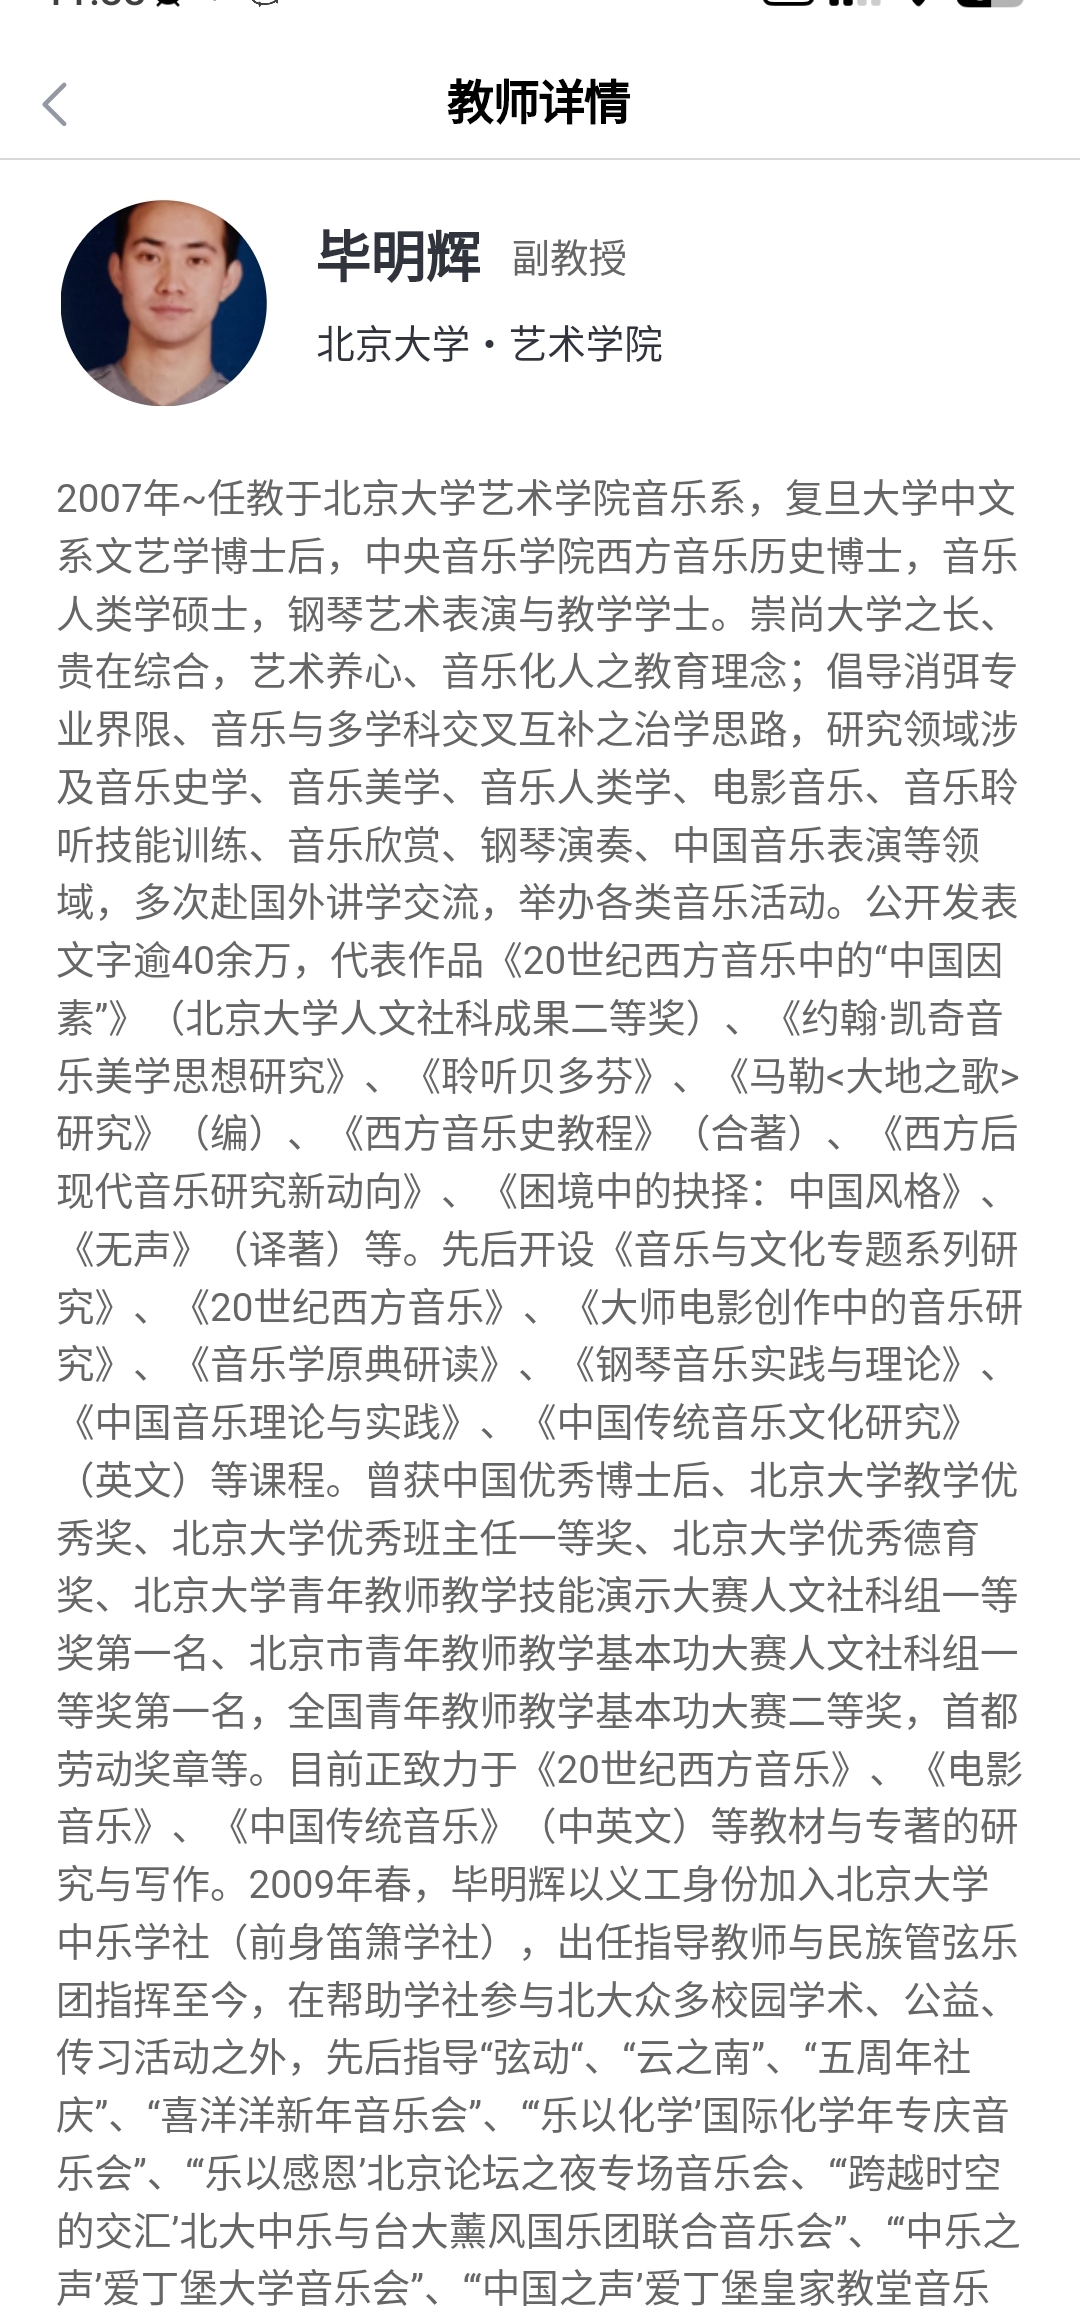 教师详情
毕明辉 副教授
北京大学·艺术学院
2007年~任教于北京大学艺术学院音乐系，复旦大学中文
系文艺学博士后，中央音乐学院西方音乐历史博士，音乐
人类学硕士，钢琴艺术表演与教学学士。崇尚大学之长、
贵在综合，艺术养心、音乐化人之教育理念；倡导消弭专
业界限、音乐与多学科交叉互补之治学思路，研究领域涉
及音乐史学、音乐美学、音乐人类学、电影音乐、音乐聆
听技能训练、音乐欣赏、钢琴演奏、中国音乐表演等领
域，多次赴国外讲学交流，举办各类音乐活动。公开发表
文字逾40余万，代表作品《20世纪西方音乐中的“中国因
素”》（北京大学人文社科成果二等奖）、《约翰·凯奇音
乐美学思想研究》、《聆听贝多芬》、《马勒<大地之歌>
研究》（编）、《西方音乐史教程》（合著）、《西方后
现代音乐研究新动向》、《困境中的抉择：中国风格》、
《无声》（译著）等。先后开设《音乐与文化专题系列研
究》、《20世纪西方音乐》、《大师电影创作中的音乐研
究》、《音乐学原典研读》、《钢琴音乐实践与理论》、
《中国音乐理论与实践》、《中国传统音乐文化研究》
（英文）等课程。曾获中国优秀博士后、北京大学教学优
秀奖、北京大学优秀班主任一等奖、北京大学优秀德育
奖、北京大学青年教师教学技能演示大赛人文社科组一等
奖第一名、北京市青年教师教学基本功大赛人文社科组一
等奖第一名，全国青年教师教学基本功大赛二等奖，首都
劳动奖章等。目前正致力于《20世纪西方音乐》、《电影
音乐》、《中国传统音乐》（中英文）等教材与专著的研
究与写作。2009年春，毕明辉以义工身份加入北京大学
中乐学社（前身笛箫学社），出任指导教师与民族管弦乐
团指挥至今，在帮助学社参与北大众多校园学术、公益、
传习活动之外，先后指导“弦动“、“云之南”、“五周年社
庆”、“喜洋洋新年音乐会”、“‘乐以化学’国际化学年专庆音
乐会”、“‘乐以感恩’北京论坛之夜专场音乐会、“‘跨越时空
的交汇’北大中乐与台大薰风国乐团联合音乐会”、“‘中乐之
声’爱丁堡大学音乐会”、“‘中国之声’爱丁堡皇家教堂音乐